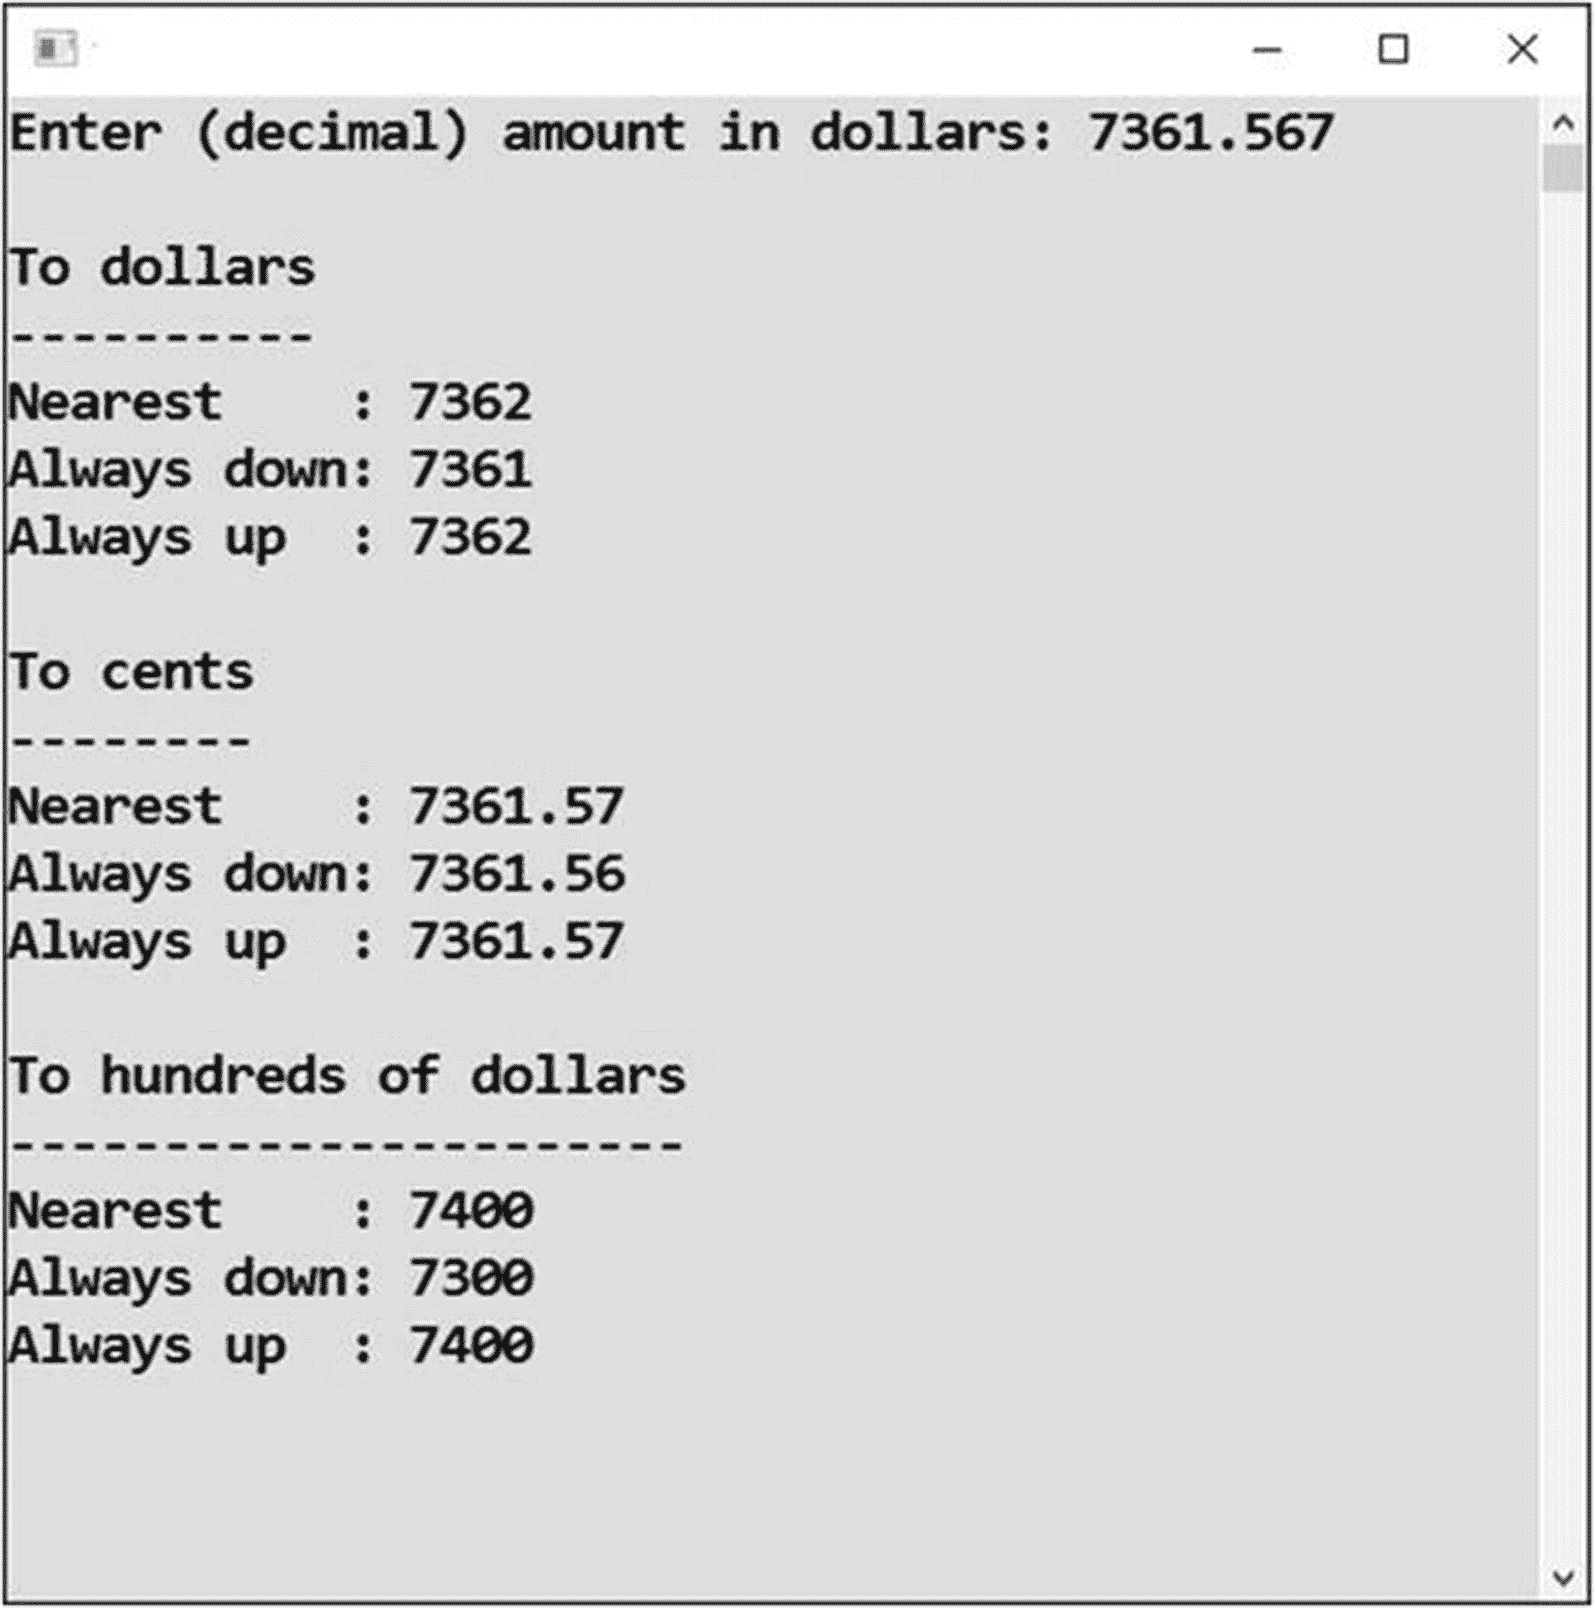 Enter (decimal) amount in dollars: 7361.567
To dollars
----------
Nearest    : 7362
Always down: 7361
Always up  : 7362
To cents
--------
Nearest    : 7361.57
Always down: 7361.56
Always up  : 7361.57
To hundreds of dollars
----------------------
Nearest    : 7400
Always down: 7300
Always up  : 7400